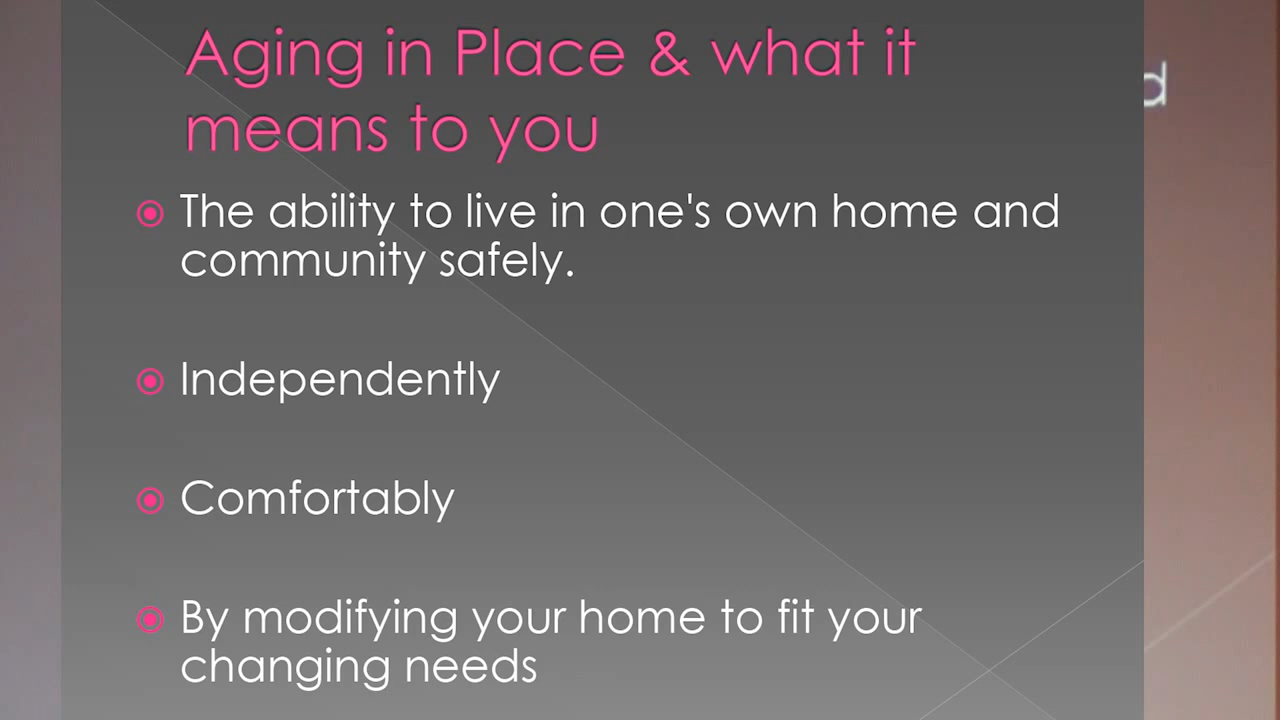 Aging in Place & what it
means to you
The ability to live in one's own home and
community safely.
Independently
Comfortably
By modifying your home to fit your
changing needs